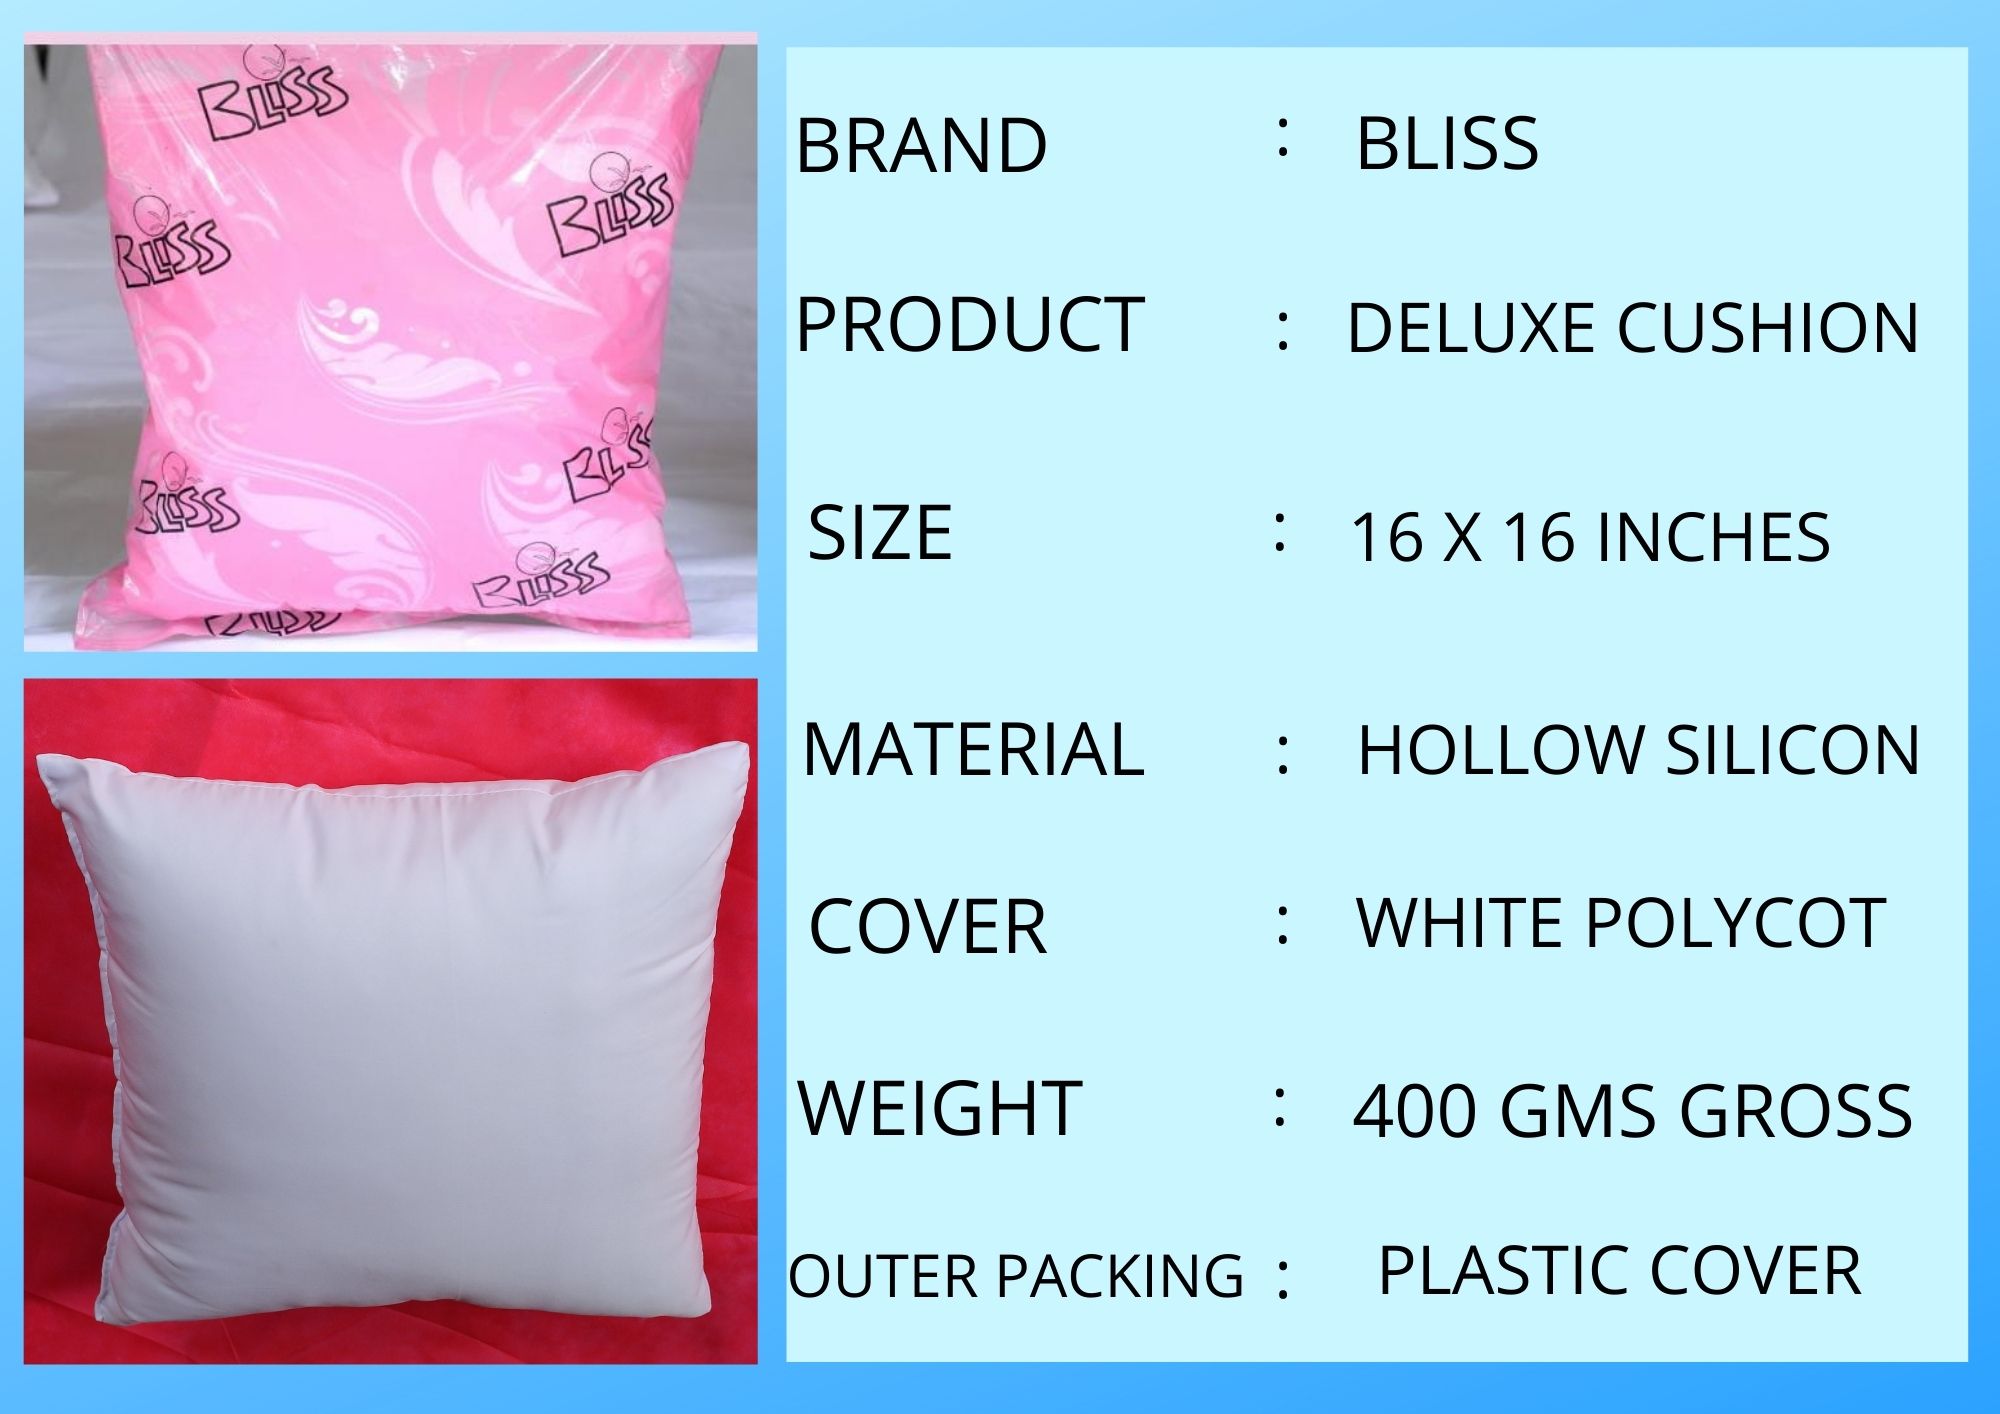 BLISS
BLISS
BLISS
BLISS
BLISS
BLISS
BLISS
BRAND : BLISS
PRODUCT : DELUXE CUSHION
SIZE : 16 X 16 INCHES
MATERIAL : HOLLOW SILICON
COVER : WHITE POLYCOT
WEIGHT : 400 GMS GROSS
OUTER PACKING : PLASTIC COVER